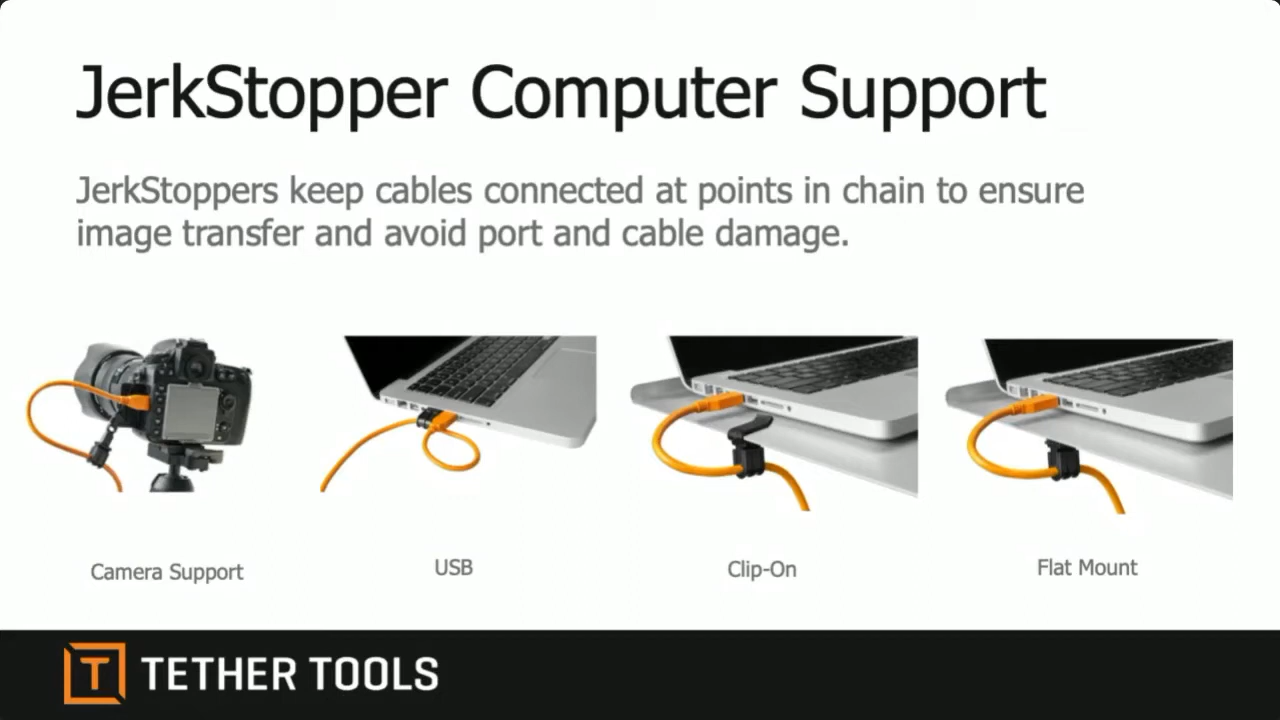 JerkStopper Computer Support
JerkStoppers keep cables connected at points in chain to ensure
image transfer and avoid port and cable damage.
Camera Support
USB
Clip-On
Flat Mount
T TETHER TOOLS